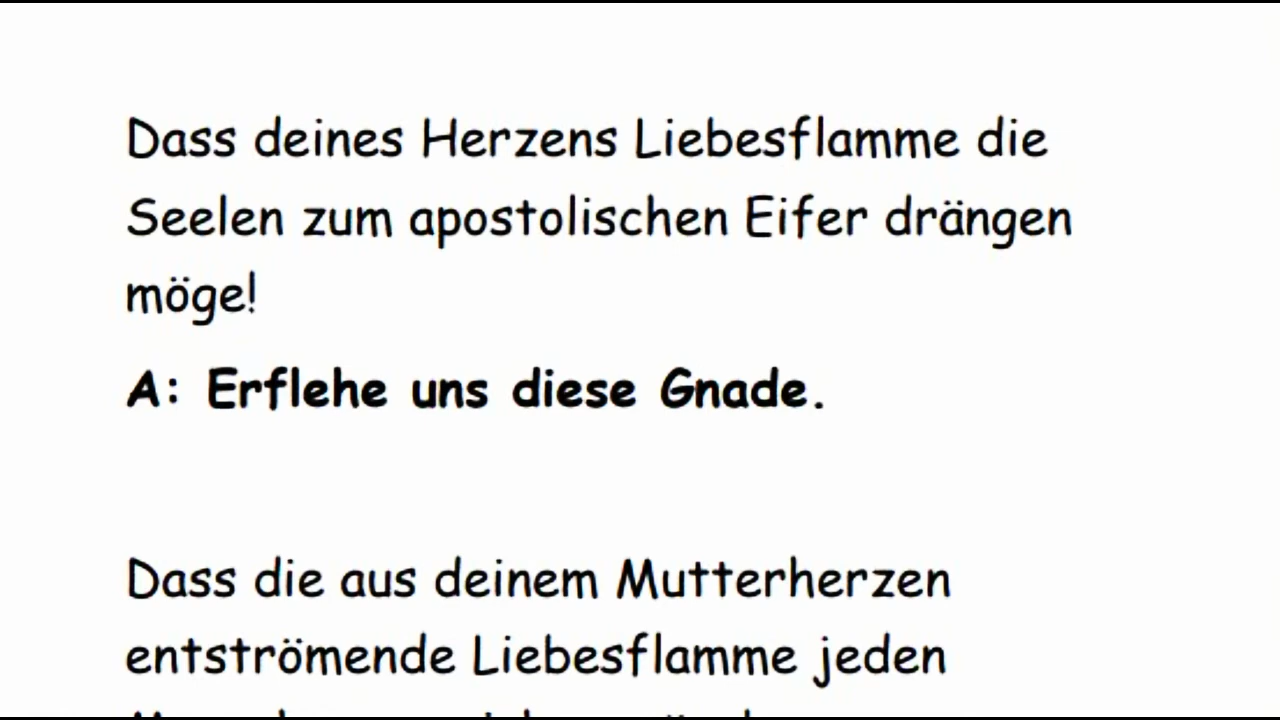 Dass deines Herzens Liebesflamme die
Seelen zum apostolischen Eifer drängen
möge!
A: Erflehe uns diese Gnade.
Dass die aus deinem Mutterherzen
entströmende Liebesflamme jeden